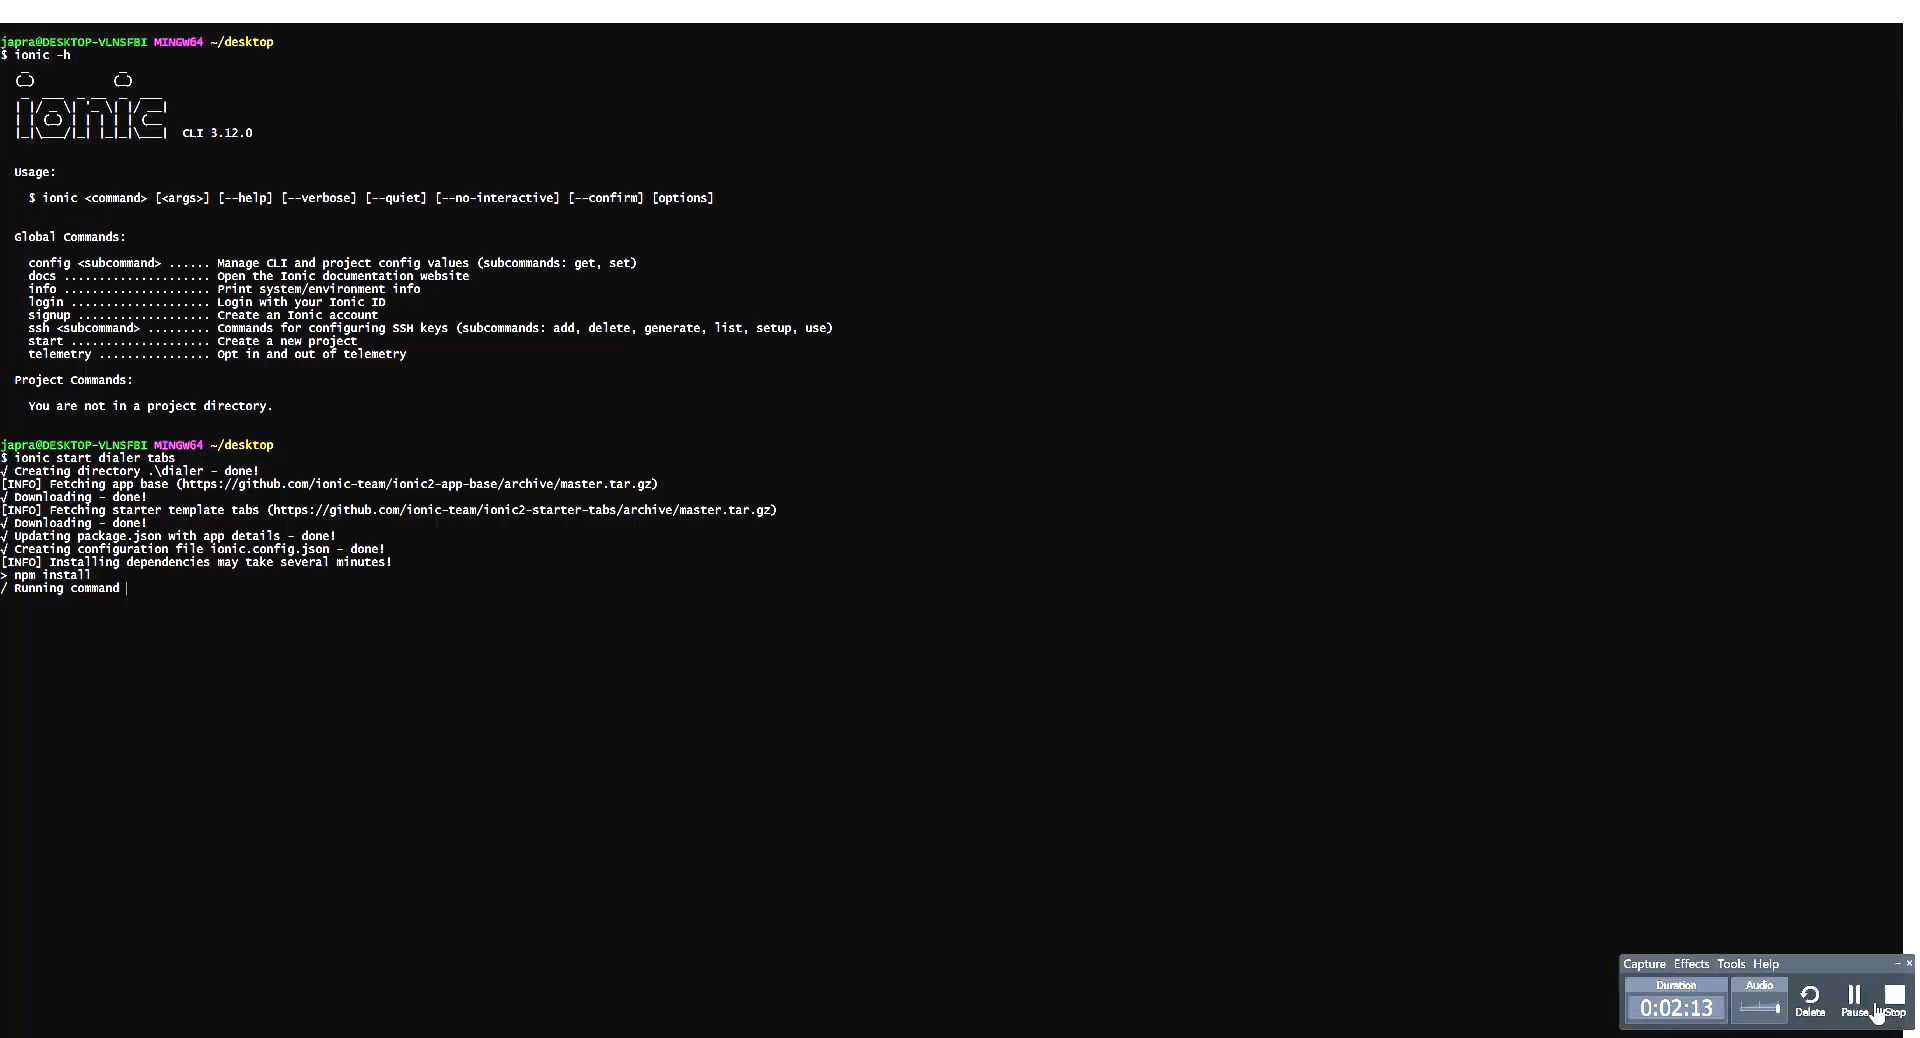 japra@DESKTOP-VLNSFBI MINGW64 ~/desktop
$ ionic -h
ionic CLI 3.12.0
Usage:
$ ionic <command> [<args>] [--help] [--verbose] [--quiet] [--no-interactive] [--confirm] [options]
Global Commands:
config <subcommand> ...... Manage CLI and project config values (subcommands: get, set)
docs ..................... Open the Ionic documentation website
info ..................... Print system/environment info
login .................... Login with your Ionic ID
signup ................... Create an Ionic account
ssh <subcommand> ......... Commands for configuring SSH keys (subcommands: add, delete, generate, list, setup, use)
start .................... Create a new project
telemetry ................ Opt in and out of telemetry
Project Commands:
You are not in a project directory.
japra@DESKTOP-VLNSFBI MINGW64 ~/desktop
$ ionic start dialer tabs
√ Creating directory .\dialer - done!
[INFO] Fetching app base (https://github.com/ionic-team/ionic2-app-base/archive/master.tar.gz)
√ Downloading - done!
[INFO] Fetching starter template tabs (https://github.com/ionic-team/ionic2-starter-tabs/archive/master.tar.gz)
√ Downloading - done!
√ Updating package.json with app details - done!
√ Creating configuration file ionic.config.json - done!
[INFO] Installing dependencies may take several minutes!
> npm install
/ Running command
Capture Effects Tools Help
Duration Audio
0:02:13
Delete Pause Stop